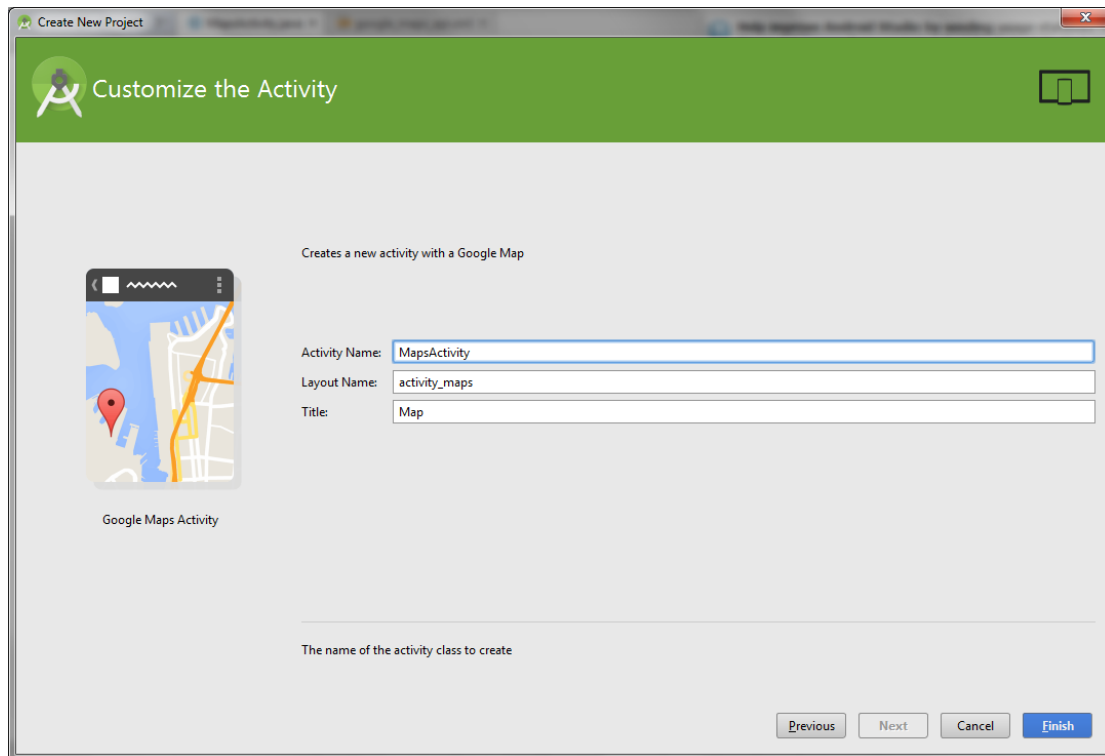 Create New Project
Customize the Activity
Creates a new activity with a Google Map
Activity Name: MapsActivity
Layout Name: activity_maps
Title: Map
Google Maps Activity
The name of the activity class to create
Previous Next Cancel Finish